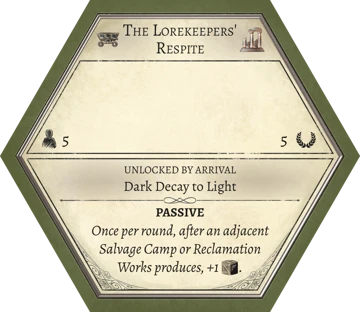 The Lorekeepers'
Respite
5
5
UNLOCKED BY ARRIVAL
Dark Decay to Light
PASSIVE
Once per round, after an adjacent
Salvage Camp or Reclamation
Works produces, +1 .